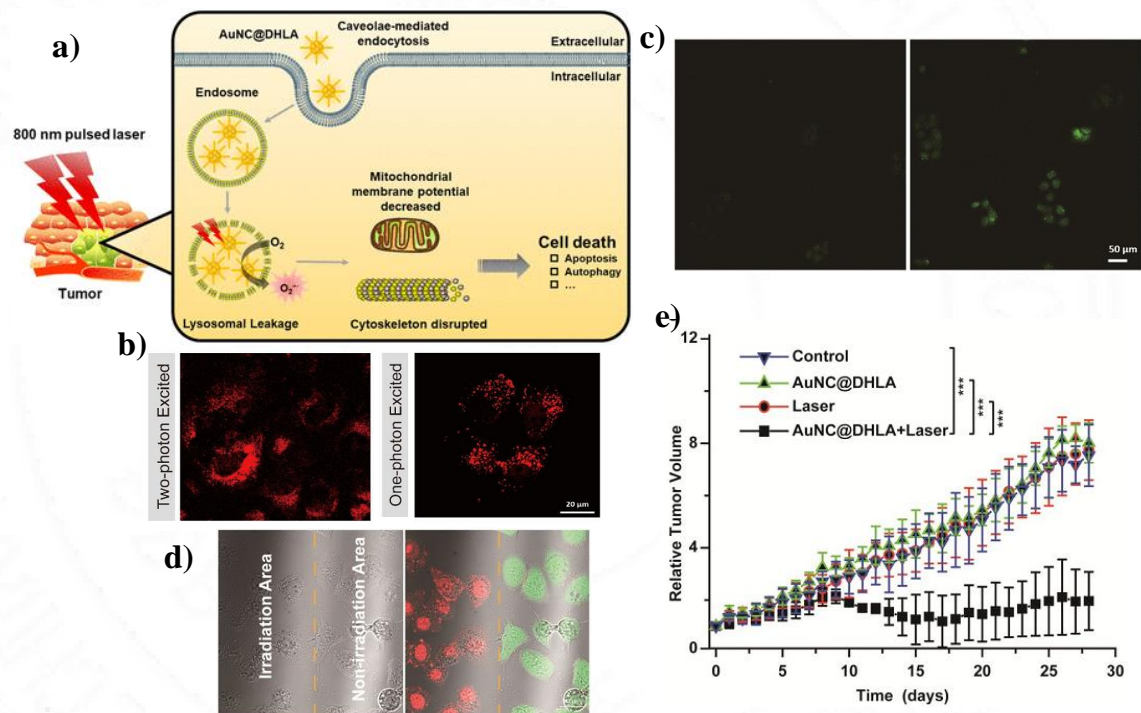 a)
AuNC@DHLA
Caveolae-mediated
endocytosis
Extracellular
Intracellular
Endosome
800 nm pulsed laser
Tumor
Mitochondrial
membrane potential
decreased
O₂
O₂⁻·
Lysosomal Leakage
Cytoskeleton disrupted
Cell death
Apoptosis
Autophagy
...
b)
Two-photon Excited
One-photon Excited
20 μm
c)
50 μm
d)
Irradiation Area
Non-irradiation Area
e)
12
8
4
0
Relative Tumor Volume
Control
AuNC@DHLA
Laser
AuNC@DHLA+Laser
***
***
***
0 5 10 15 20 25 30
Time (days)